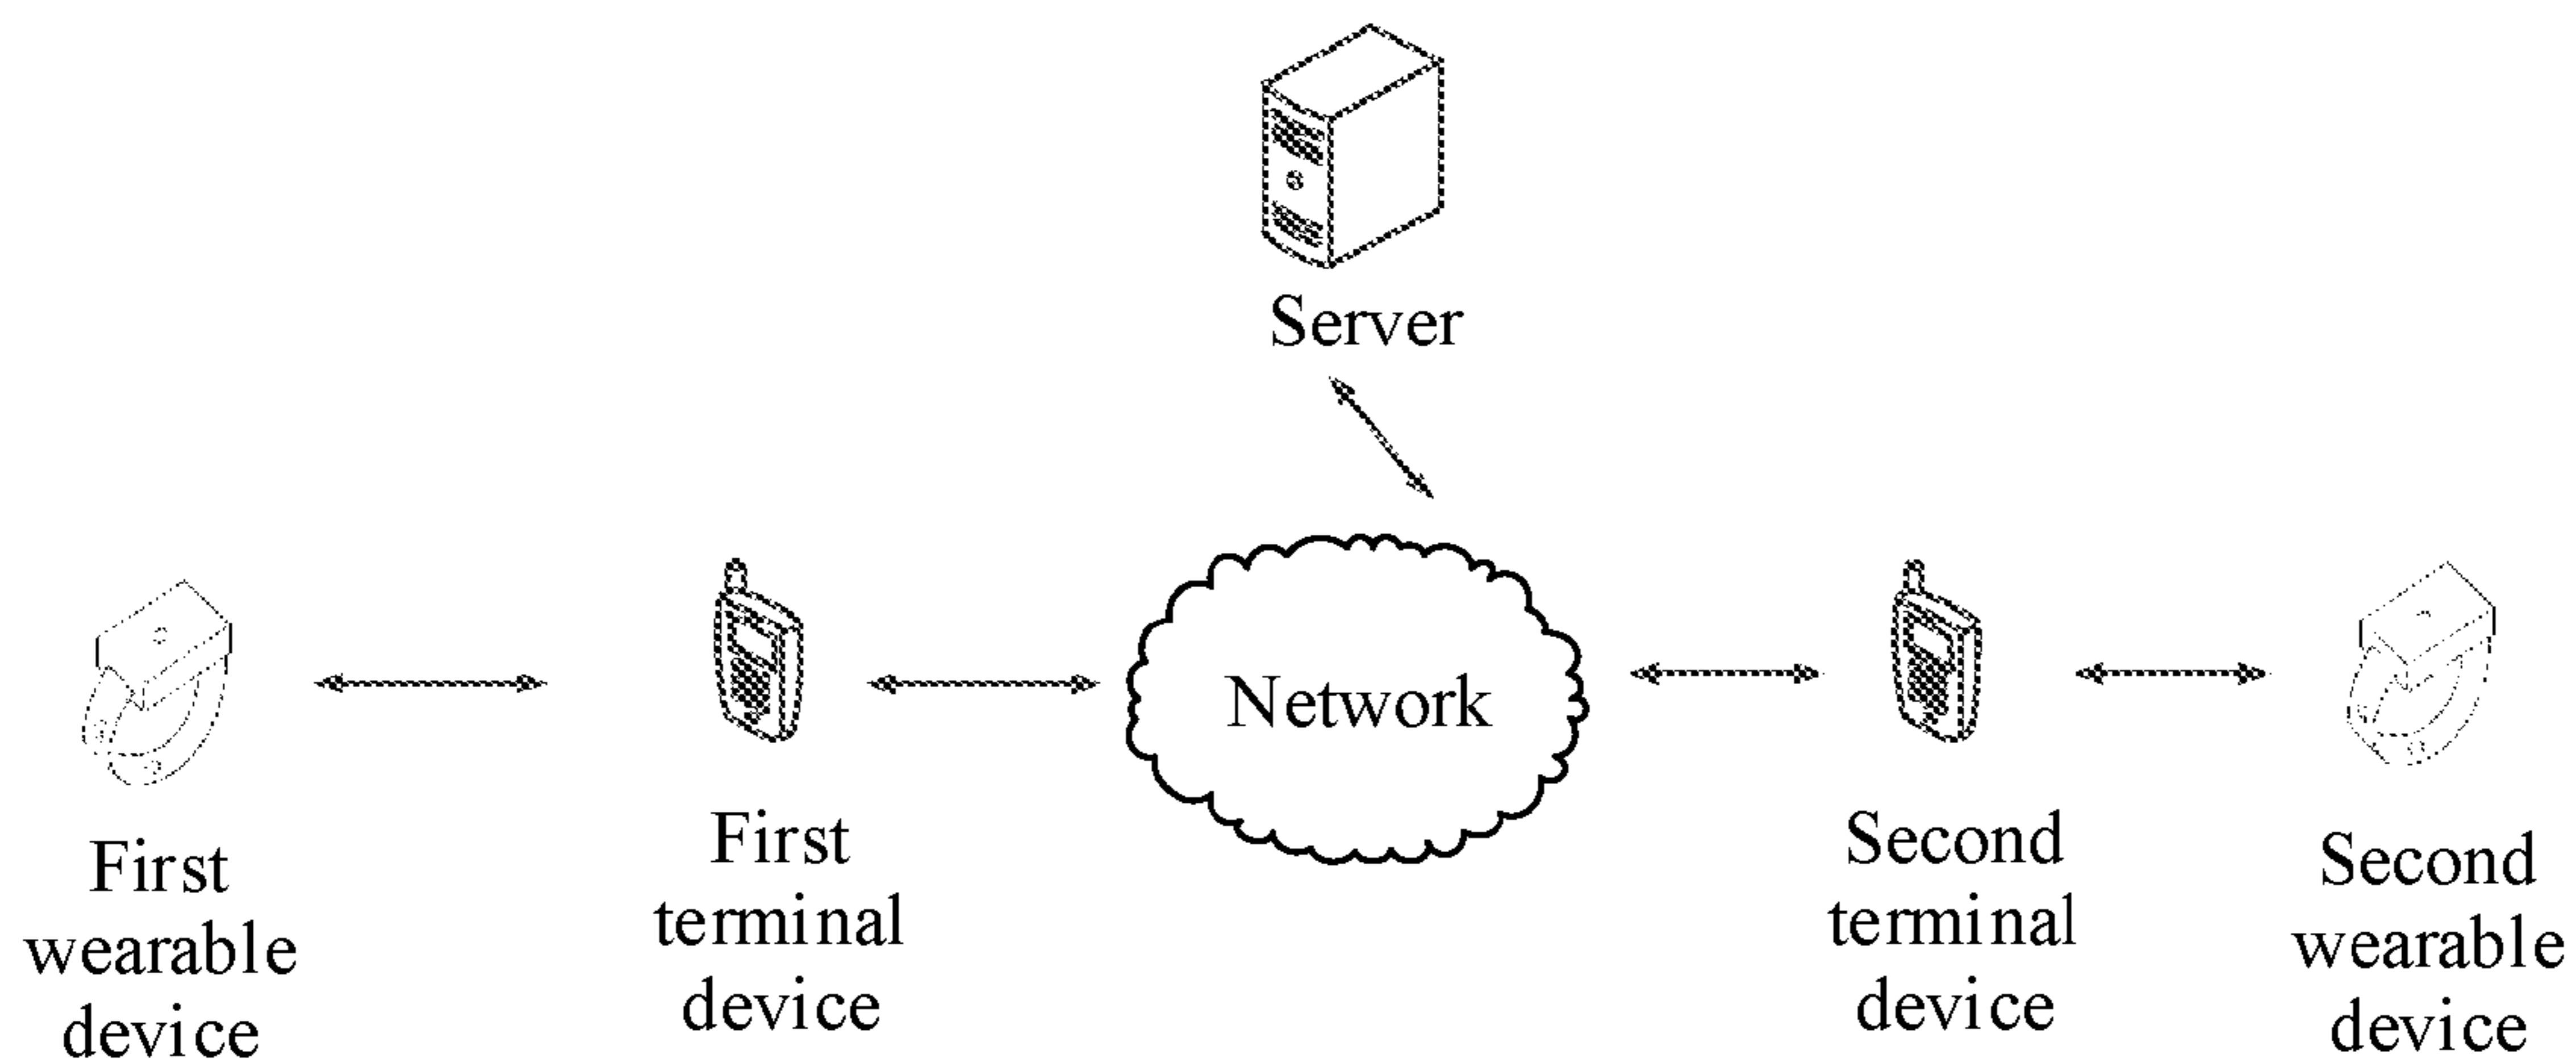 Server
Network
First
wearable
device
First
terminal
device
Second
terminal
device
Second
wearable
device